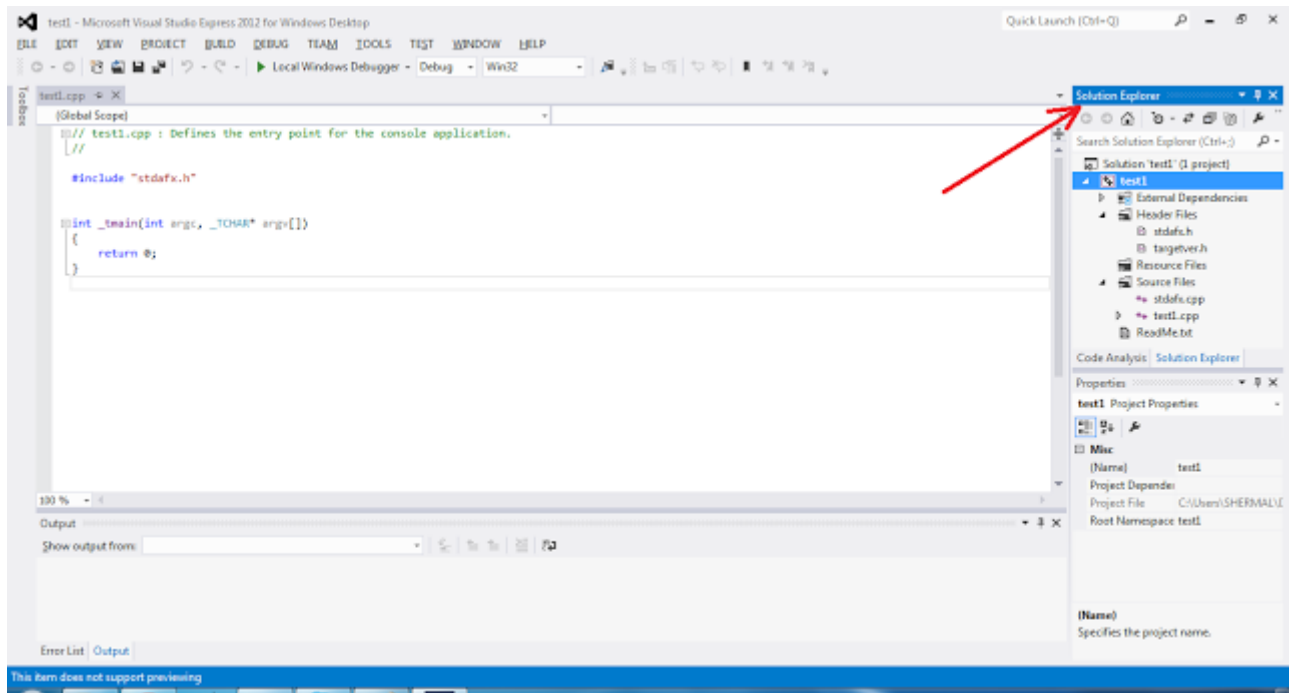 test1 - Microsoft Visual Studio Express 2012 for Windows Desktop
Quick Launch (Ctrl+Q)
FILE EDIT VIEW PROJECT BUILD DEBUG TEAM TOOLS TEST WINDOW HELP
Local Windows Debugger Debug Win32
Toolbox
test1.cpp
(Global Scope)
// test1.cpp : Defines the entry point for the console application.
//
#include "stdafx.h"
int _tmain(int argc, _TCHAR* argv[])
{
return 0;
}
100 %
Output
Show output from:
Error List Output
Solution Explorer
Search Solution Explorer (Ctrl+;)
Solution 'test1' (1 project)
test1
External Dependencies
Header Files
stdafx.h
targetver.h
Resource Files
Source Files
stdafx.cpp
test1.cpp
ReadMe.txt
Code Analysis Solution Explorer
Properties
test1 Project Properties
Misc
(Name) test1
Project Depende
Project File C:\Users\SHERMAL\D
Root Namespace test1
(Name)
Specifies the project name.
This item does not support previewing